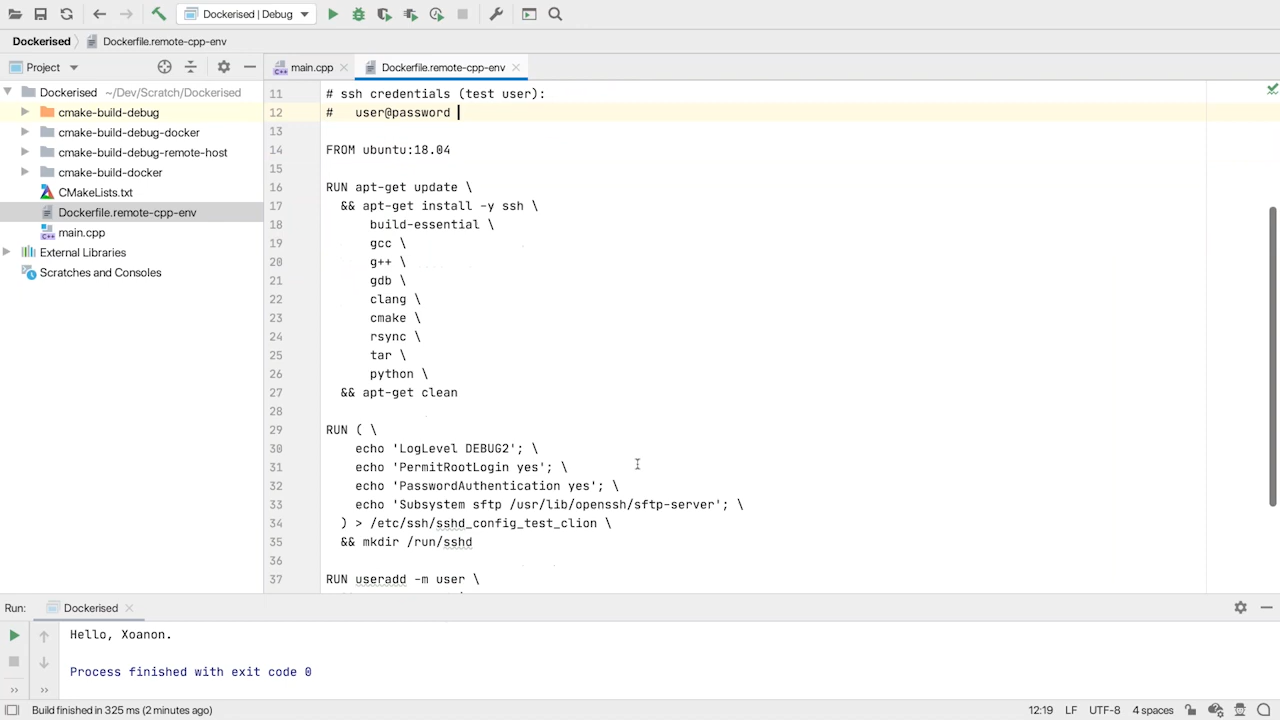 Dockerised | Debug
Dockerised
Dockerfile.remote-cpp-env
Project
main.cpp
Dockerfile.remote-cpp-env
Dockerised ~/Dev/Scratch/Dockerised
cmake-build-debug
cmake-build-debug-docker
cmake-build-debug-remote-host
cmake-build-docker
CMakeLists.txt
Dockerfile.remote-cpp-env
main.cpp
External Libraries
Scratches and Consoles
11 # ssh credentials (test user):
12 #   user@password
13
14 FROM ubuntu:18.04
15
16 RUN apt-get update \
17   && apt-get install -y ssh \
18       build-essential \
19       gcc \
20       g++ \
21       gdb \
22       clang \
23       cmake \
24       rsync \
25       tar \
26       python \
27   && apt-get clean
28
29 RUN ( \
30     echo 'LogLevel DEBUG2'; \
31     echo 'PermitRootLogin yes'; \
32     echo 'PasswordAuthentication yes'; \
33     echo 'Subsystem sftp /usr/lib/openssh/sftp-server'; \
34   ) > /etc/ssh/sshd_config_test_clion \
35   && mkdir /run/sshd
36
37 RUN useradd -m user \
Run: Dockerised
Hello, Xoanon.
Process finished with exit code 0
Build finished in 325 ms (2 minutes ago)
12:19 LF UTF-8 4 spaces